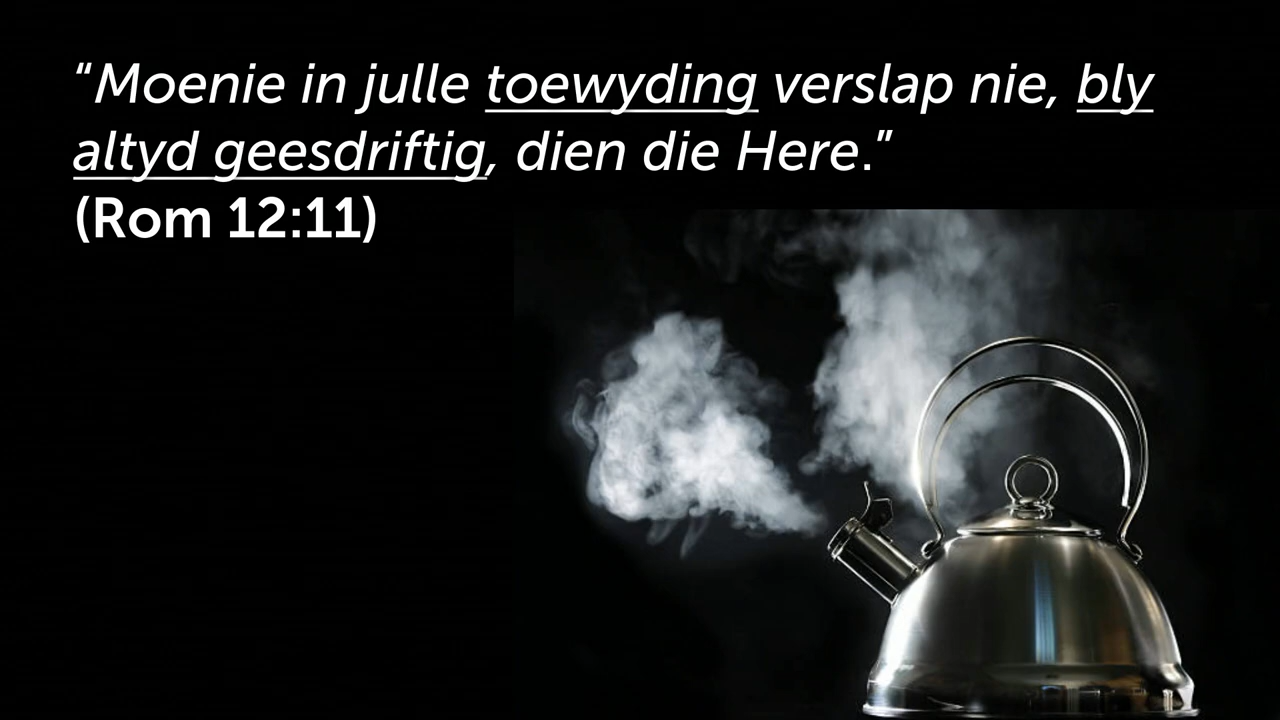 “Moenie in julle toewyding verslap nie, bly
altyd geesdriftig, dien die Here.”
(Rom 12:11)